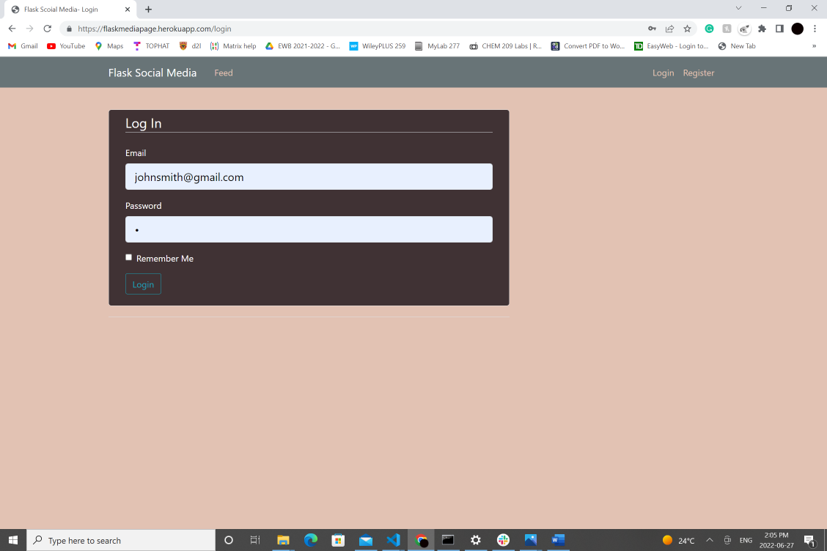 Flask Scoial Media- Login
https://flaskmediapage.herokuapp.com/login
Gmail YouTube Maps TOPHAT d2l Matrix help EWB 2021-2022 - G... WileyPLUS 259 MyLab 277 CHEM 209 Labs | R... Convert PDF to Wo... EasyWeb - Login to... New Tab »
Flask Social Media Feed Login Register
Log In
Email
johnsmith@gmail.com
Password
Remember Me
Login
Type here to search
24°C ENG 2:05 PM
2022-06-27